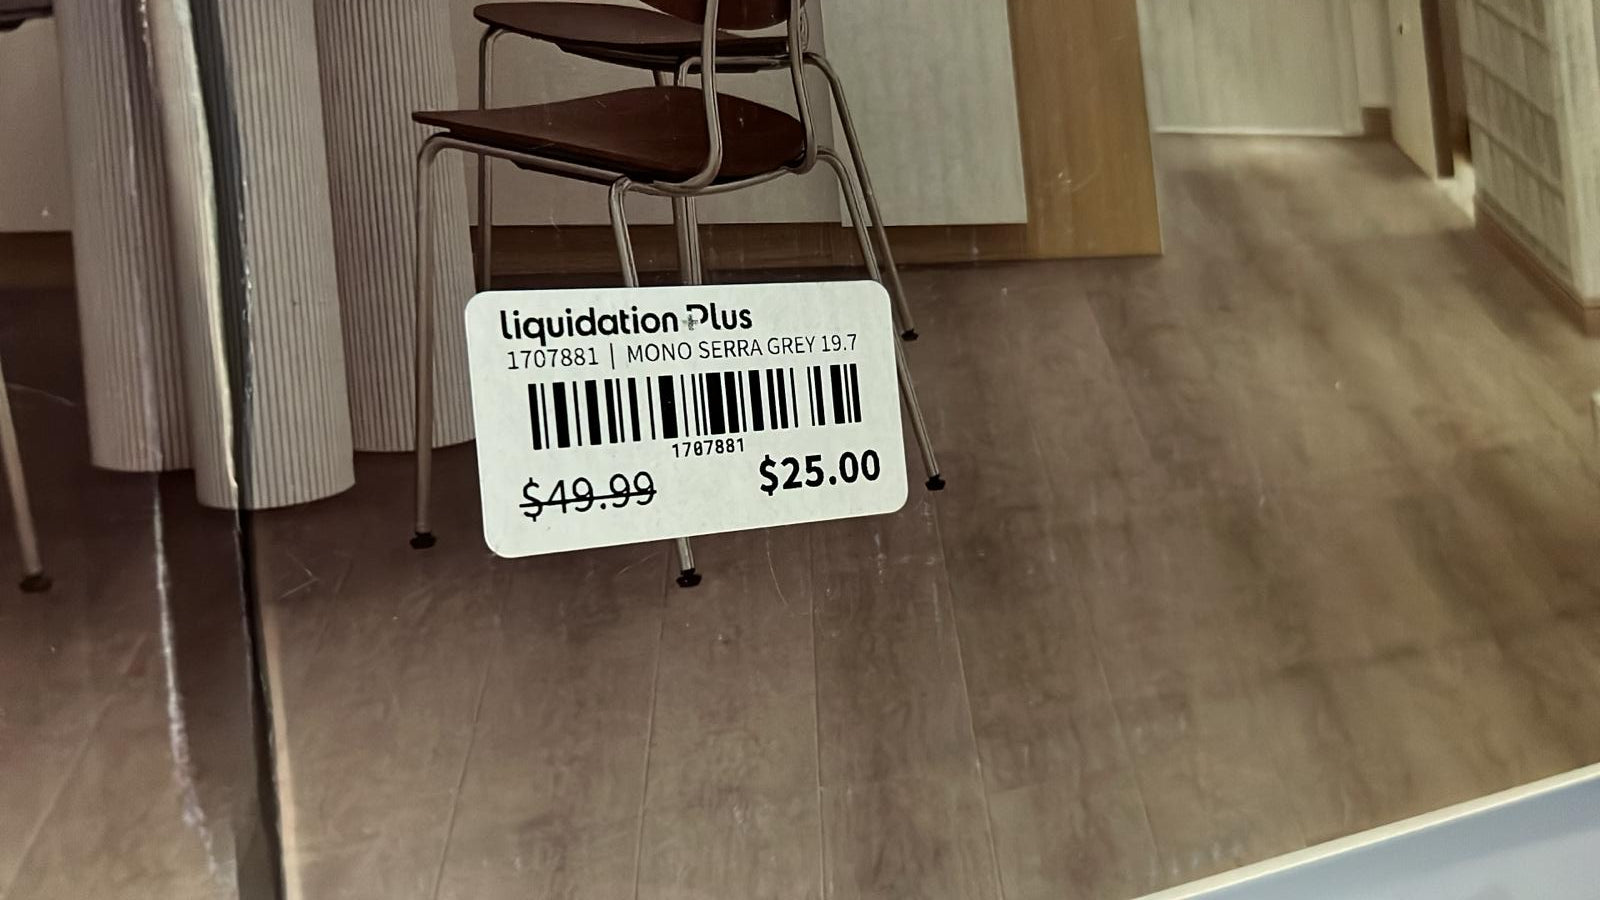 liquidation Plus
1707881 | MONO SERRA GREY 19.7
1707881
$49.99 $25.00